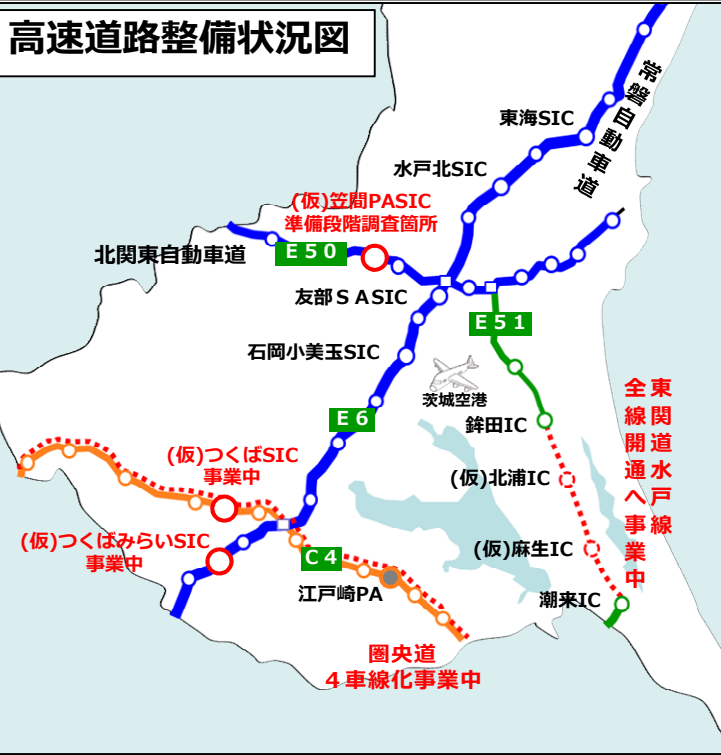 高速道路整備状況図
常磐自動車道
東海SIC
水戸北SIC
(仮)笠間PASIC
準備段階調査箇所
北関東自動車道
E50
友部ＳＡSIC
E51
石岡小美玉SIC
茨城空港
E6
鉾田IC
東関道水戸線
全線開通へ事業中
(仮)つくばSIC
事業中
(仮)北浦IC
(仮)つくばみらいSIC
事業中
(仮)麻生IC
C4
江戸崎PA
潮来IC
圏央道
４車線化事業中